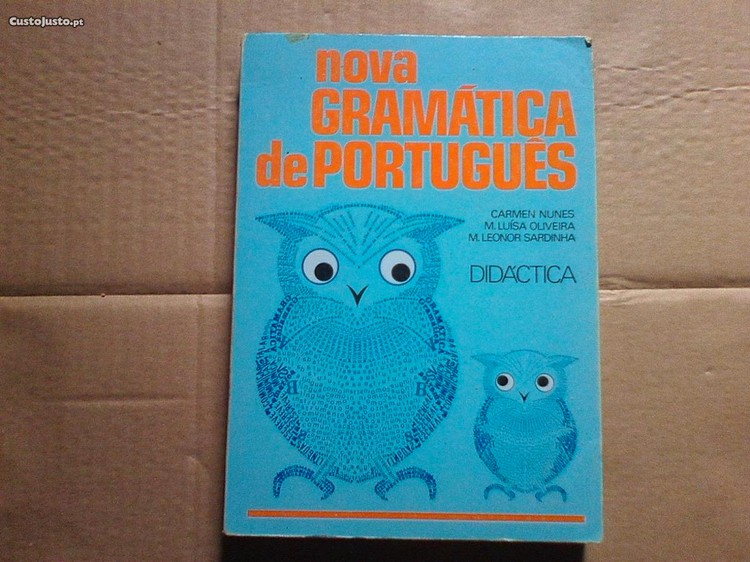 CustoJusto.pt
nova
GRAMÁTICA
de PORTUGUÊS
CARMEN NUNES
M. LUÍSA OLIVEIRA
M. LEONOR SARDINHA
DIDÁCTICA